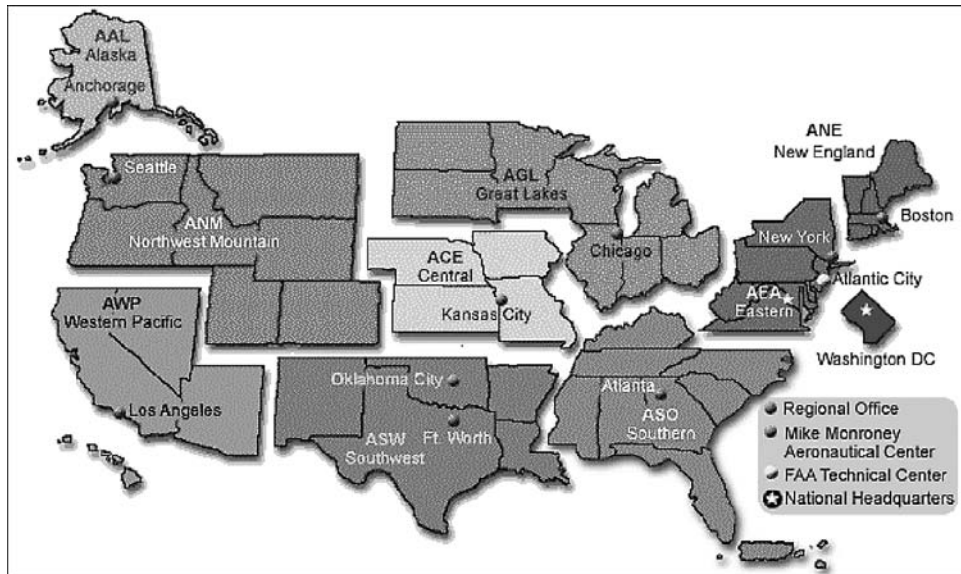 AAL
Alaska
Anchorage
Seattle
ANM
Northwest Mountain
AGL
Great Lakes
Chicago
ANE
New England
Boston
New York
Atlantic City
AEA
Eastern
Washington DC
ACE
Central
Kansas City
AWP
Western Pacific
Los Angeles
Oklahoma City
Ft. Worth
ASW
Southwest
Atlanta
ASO
Southern
Regional Office
Mike Monroney
Aeronautical Center
FAA Technical Center
National Headquarters